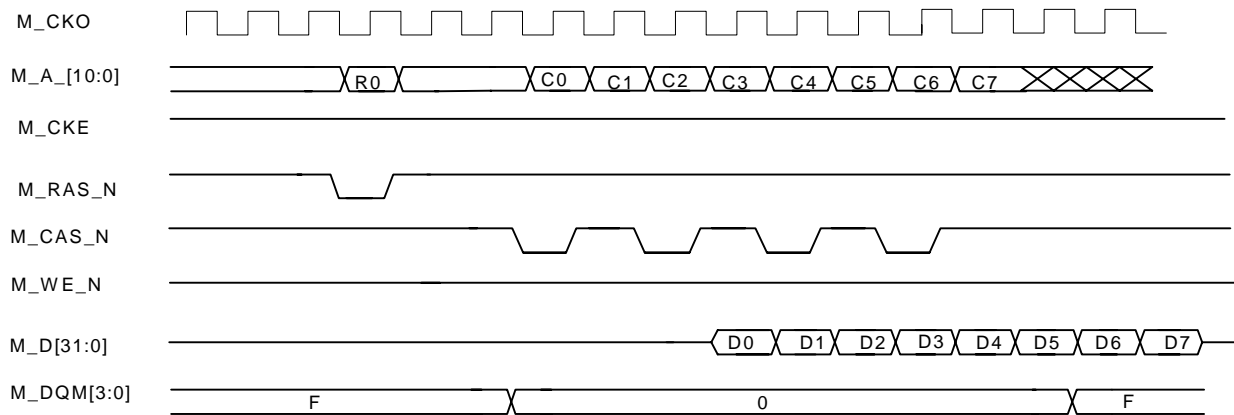 M_CKO
M_A_[10:0]
R0 C0 C1 C2 C3 C4 C5 C6 C7
M_CKE
M_RAS_N
M_CAS_N
M_WE_N
M_D[31:0]
D0 D1 D2 D3 D4 D5 D6 D7
M_DQM[3:0]
F 0 F